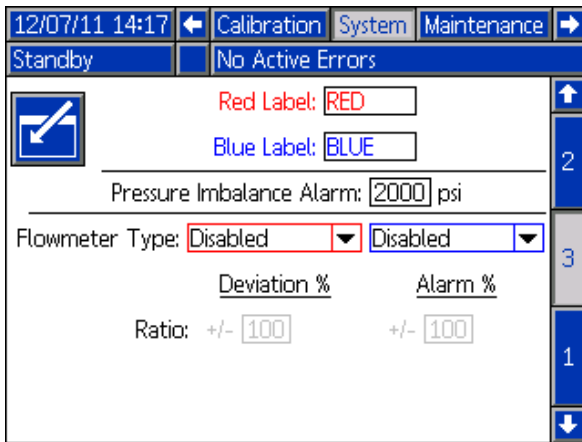 12/07/11 14:17 Calibration System Maintenance
Standby No Active Errors
Red Label: RED
Blue Label: BLUE
2
Pressure Imbalance Alarm: 2000 psi
Flowmeter Type: Disabled Disabled
3
Deviation % Alarm %
Ratio: +/- 100 +/- 100
1